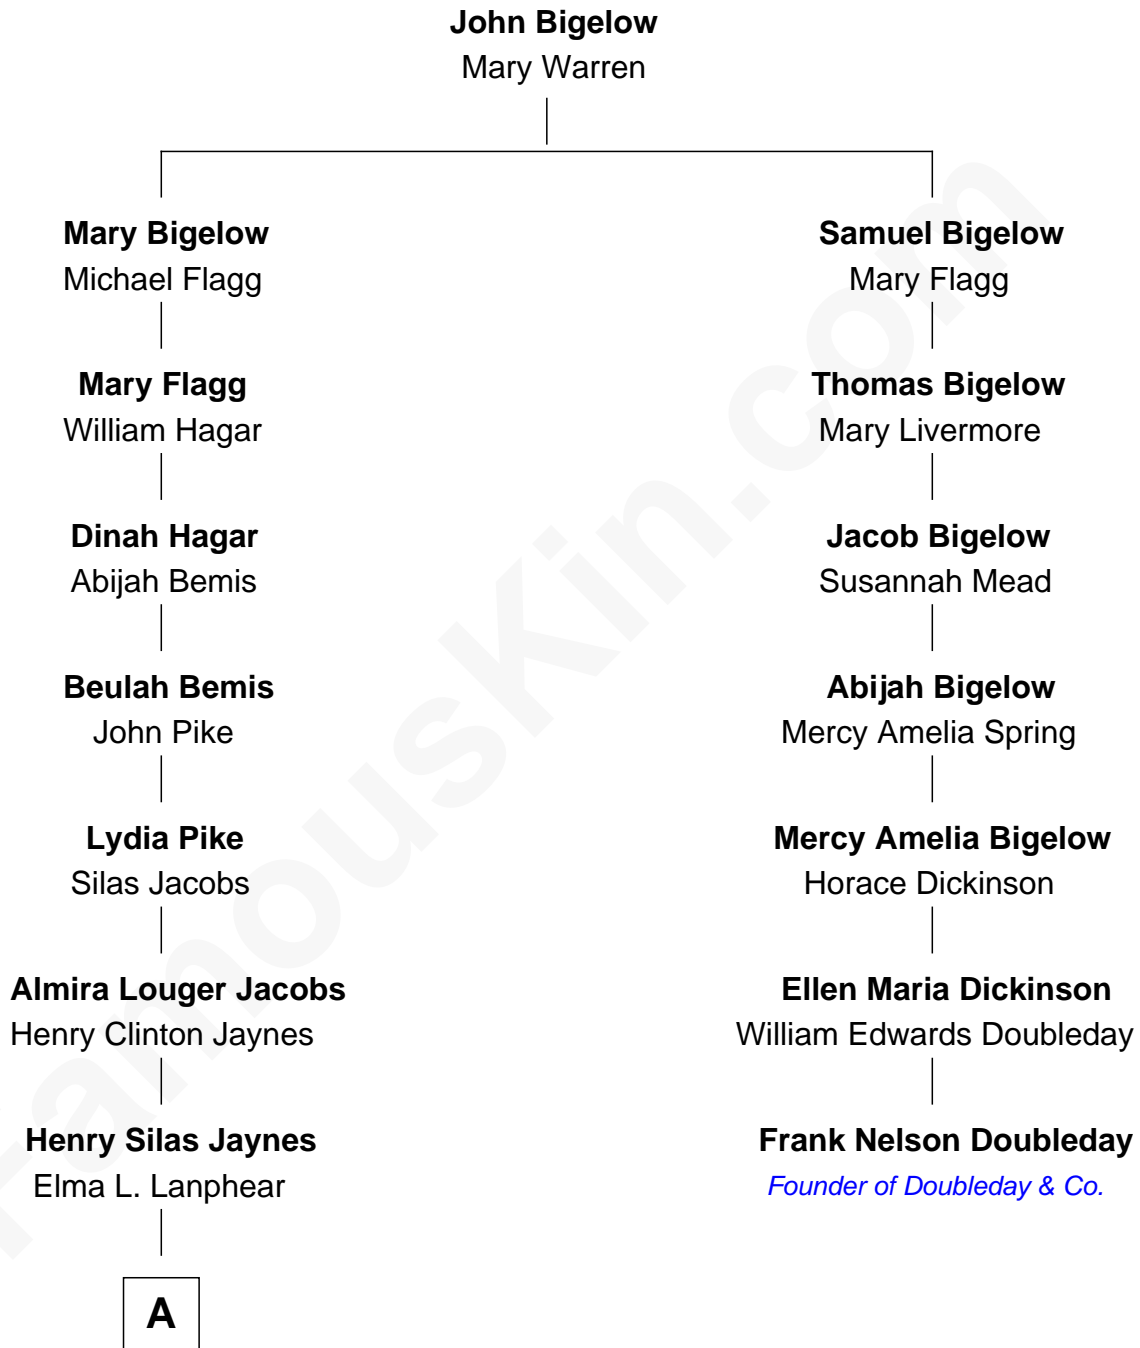 John Bigelow
Mary Warren
Mary Bigelow
Michael Flagg
Mary Flagg
William Hagar
Dinah Hagar
Abijah Bemis
Beulah Bemis
John Pike
Lydia Pike
Silas Jacobs
Almira Louger Jacobs
Henry Clinton Jaynes
Henry Silas Jaynes
Elma L. Lanphear
A
Samuel Bigelow
Mary Flagg
Thomas Bigelow
Mary Livermore
Jacob Bigelow
Susannah Mead
Abijah Bigelow
Mercy Amelia Spring
Mercy Amelia Bigelow
Horace Dickinson
Ellen Maria Dickinson
William Edwards Doubleday
Frank Nelson Doubleday
Founder of Doubleday & Co.
FamousKin.com